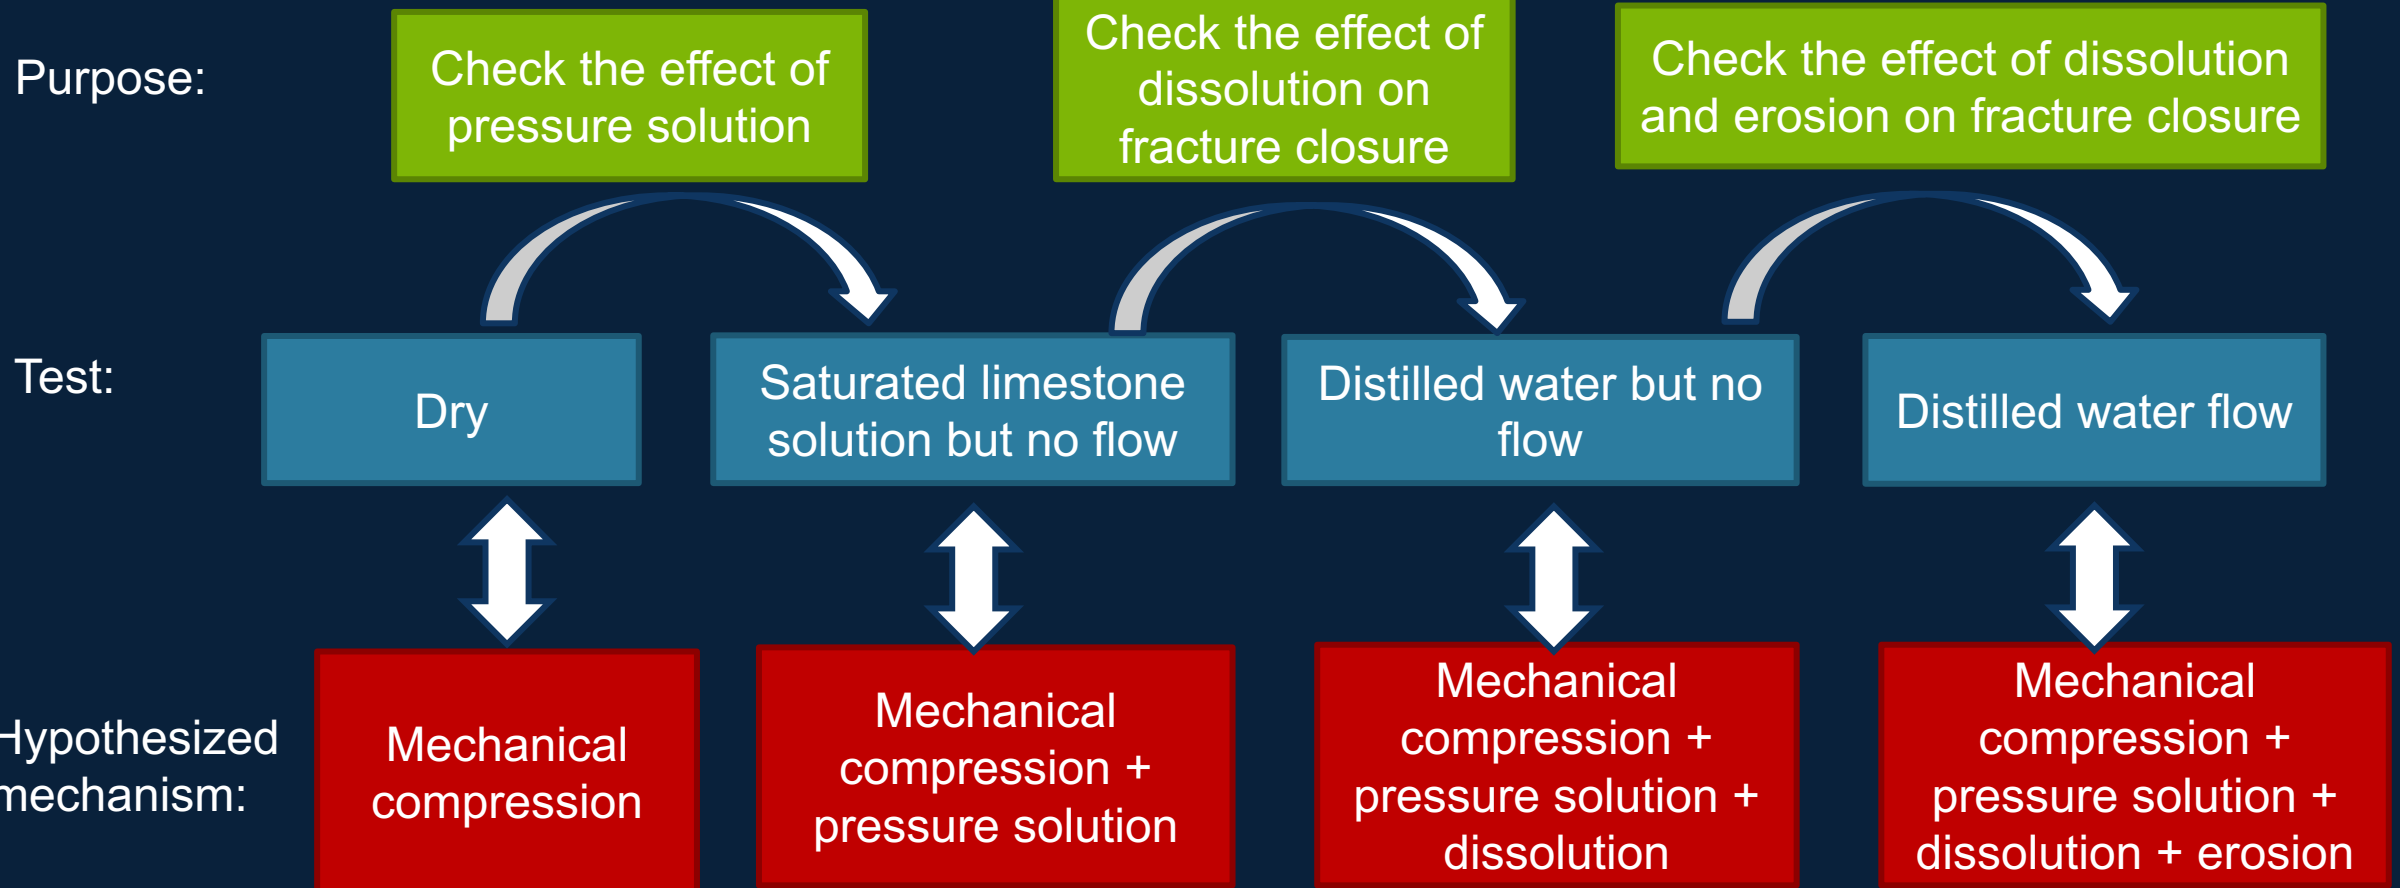 Purpose:
Check the effect of
pressure solution
Check the effect of
dissolution on
fracture closure
Check the effect of dissolution
and erosion on fracture closure
Test:
Dry
Saturated limestone
solution but no flow
Distilled water but no
flow
Distilled water flow
Hypothesized
mechanism:
Mechanical
compression
Mechanical
compression +
pressure solution
Mechanical
compression +
pressure solution +
dissolution
Mechanical
compression +
pressure solution +
dissolution + erosion